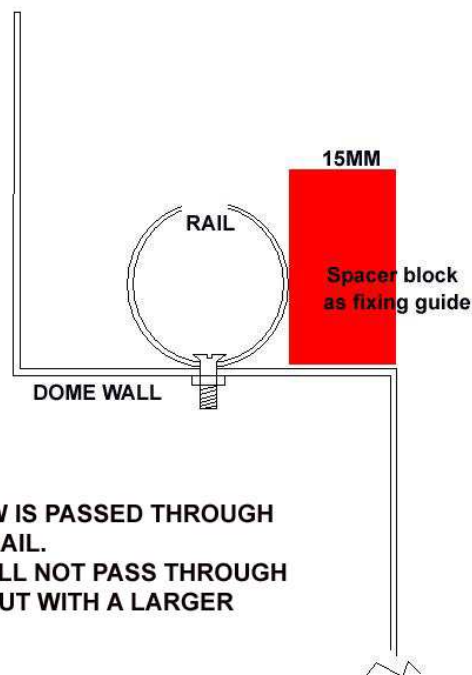 15MM
RAIL
Spacer block
as fixing guide
DOME WALL
IS PASSED THROUGH
AIL.
LL NOT PASS THROUGH
UT WITH A LARGER